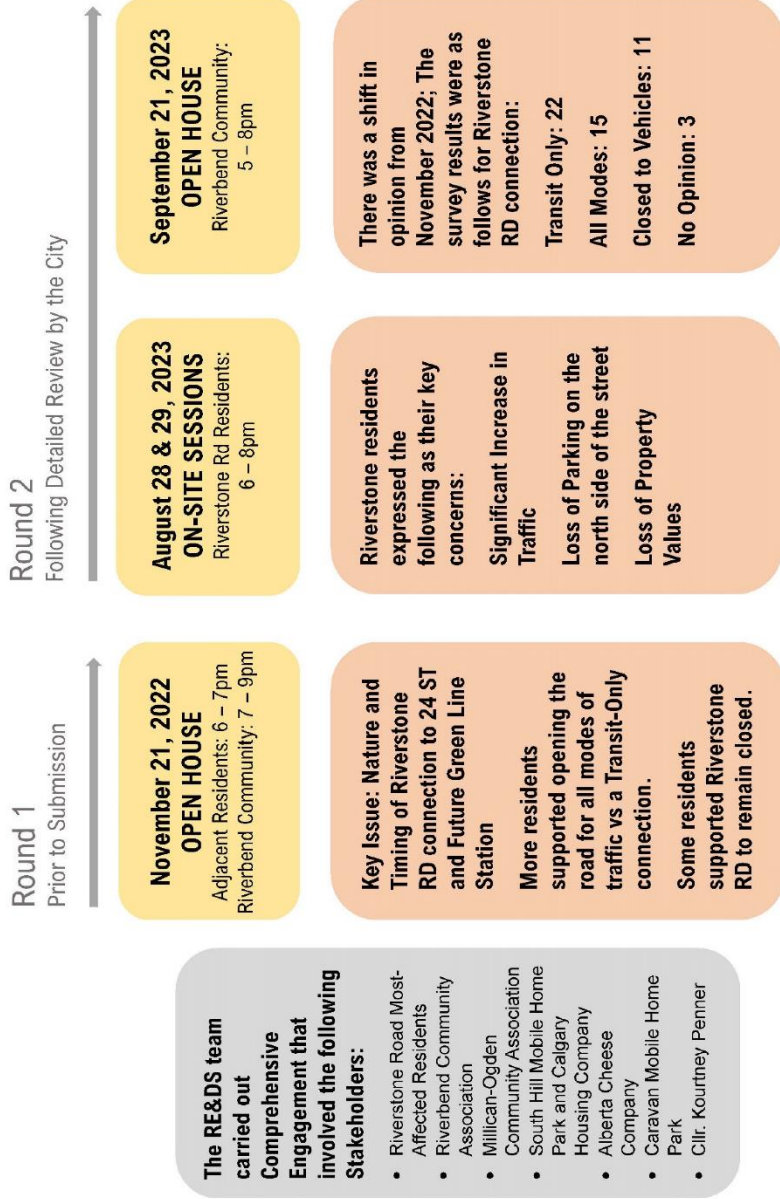 The RE&DS team
carried out
Comprehensive
Engagement that
involved the following
Stakeholders:
• Riverstone Road Most-
Affected Residents
• Riverbend Community
Association
• Millican-Ogden
Community Association
• South Hill Mobile Home
Park and Calgary
Housing Company
• Alberta Cheese
Company
• Caravan Mobile Home
Park
• Cllr. Kourtney Penner
Round 1
Prior to Submission
November 21, 2022
OPEN HOUSE
Adjacent Residents: 6 – 7pm
Riverbend Community: 7 – 9pm
Key Issue: Nature and
Timing of Riverstone
RD connection to 24 ST
and Future Green Line
Station
More residents
supported opening the
road for all modes of
traffic vs a Transit-Only
connection.
Some residents
supported Riverstone
RD to remain closed.
Round 2
Following Detailed Review by the City
August 28 & 29, 2023
ON-SITE SESSIONS
Riverstone Rd Residents:
6 – 8pm
Riverstone residents
expressed the
following as their key
concerns:
Significant Increase in
Traffic
Loss of Parking on the
north side of the street
Loss of Property
Values
September 21, 2023
OPEN HOUSE
Riverbend Community:
5 – 8pm
There was a shift in
opinion from
November 2022; The
survey results were as
follows for Riverstone
RD connection:
Transit Only: 22
All Modes: 15
Closed to Vehicles: 11
No Opinion: 3